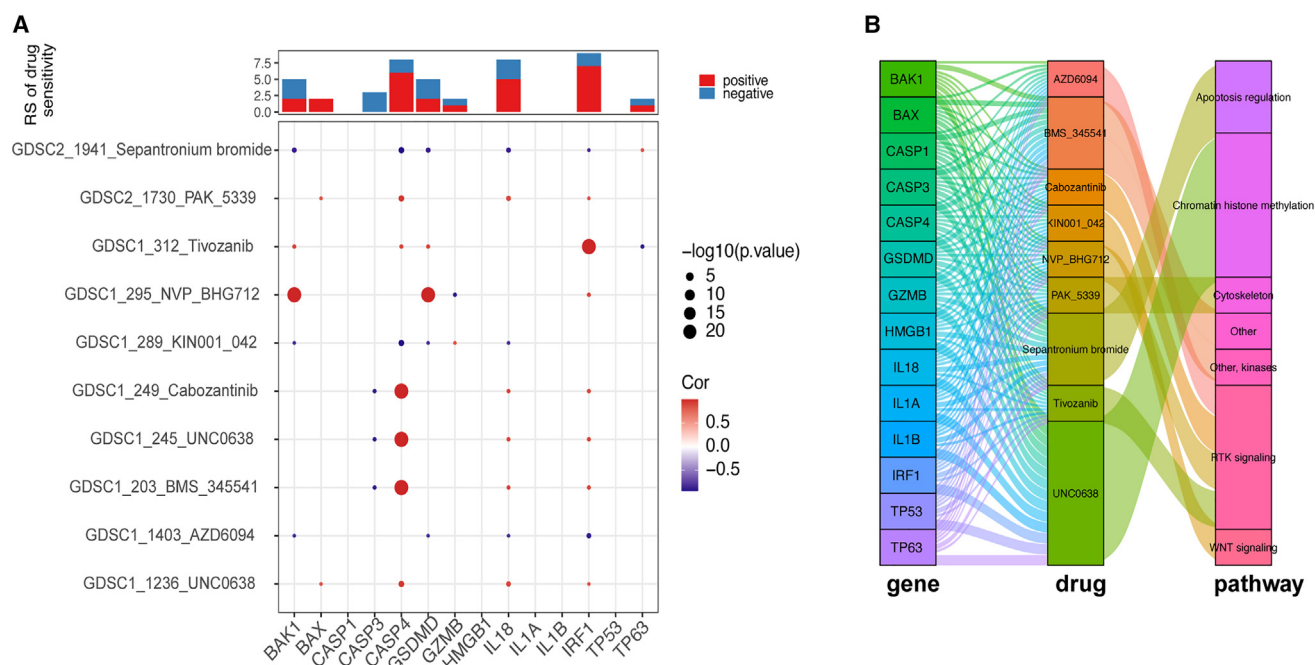 A
RS of drug
sensitivity
7.5
5.0
2.5
0.0
positive
negative
GDSC2_1941_Sepantronium bromide
GDSC2_1730_PAK_5339
GDSC1_312_Tivozanib
GDSC1_295_NVP_BHG712
GDSC1_289_KIN001_042
GDSC1_249_Cabozantinib
GDSC1_245_UNC0638
GDSC1_203_BMS_345541
GDSC1_1403_AZD6094
GDSC1_1236_UNC0638
BAK1
BAX
CASP1
CASP3
CASP4
GSDMD
GZMB
HMGB1
IL18
IL1A
IL1B
IRF1
TP53
TP63
-log10(p.value)
5
10
15
20
Cor
0.5
0.0
-0.5
B
BAK1
BAX
CASP1
CASP3
CASP4
GSDMD
GZMB
HMGB1
IL18
IL1A
IL1B
IRF1
TP53
TP63
gene
AZD6094
BMS_345541
Cabozantinib
KIN001_042
NVP_BHG712
PAK_5339
Sepantronium bromide
Tivozanib
UNC0638
drug
Apoptosis regulation
Chromatin histone methylation
Cytoskeleton
Other
Other, kinases
RTK signaling
WNT signaling
pathway